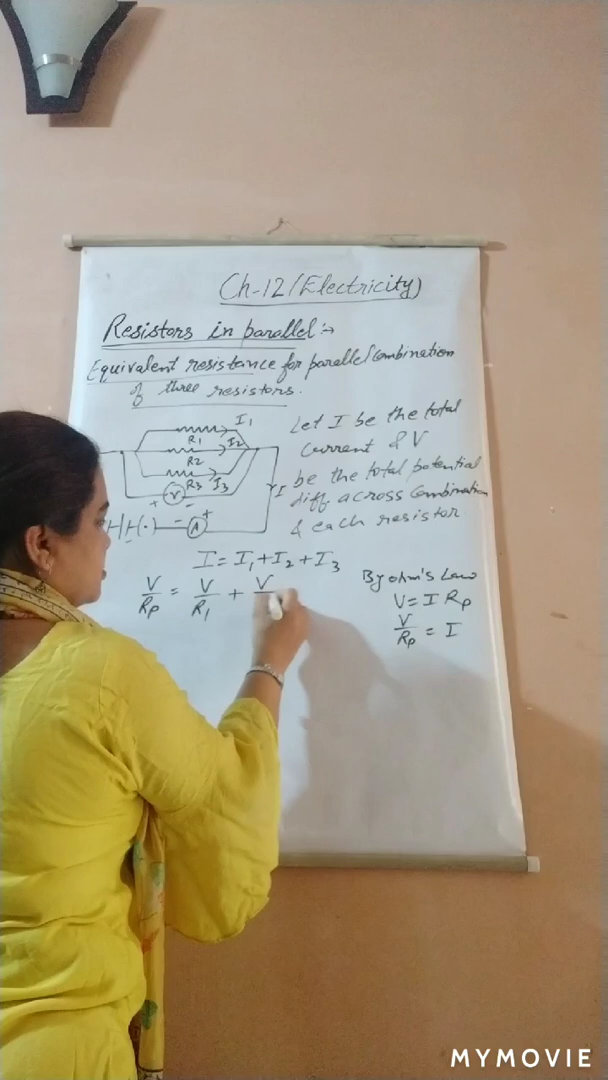 Ch-12 (Electricity)
Resistors in parallel:→
Equivalent resistance for parallel Combination
of three resistors.
I1
R1
I2
R2
R3
I3
+ V -
I
- A +
Let I be the total
current & V
be the total potential
diff across Combination
& each resistor
I = I1 + I2 + I3
V/Rp = V/R1 + V
By ohm's Law
V = I Rp
V/Rp = I
MYMOVIE